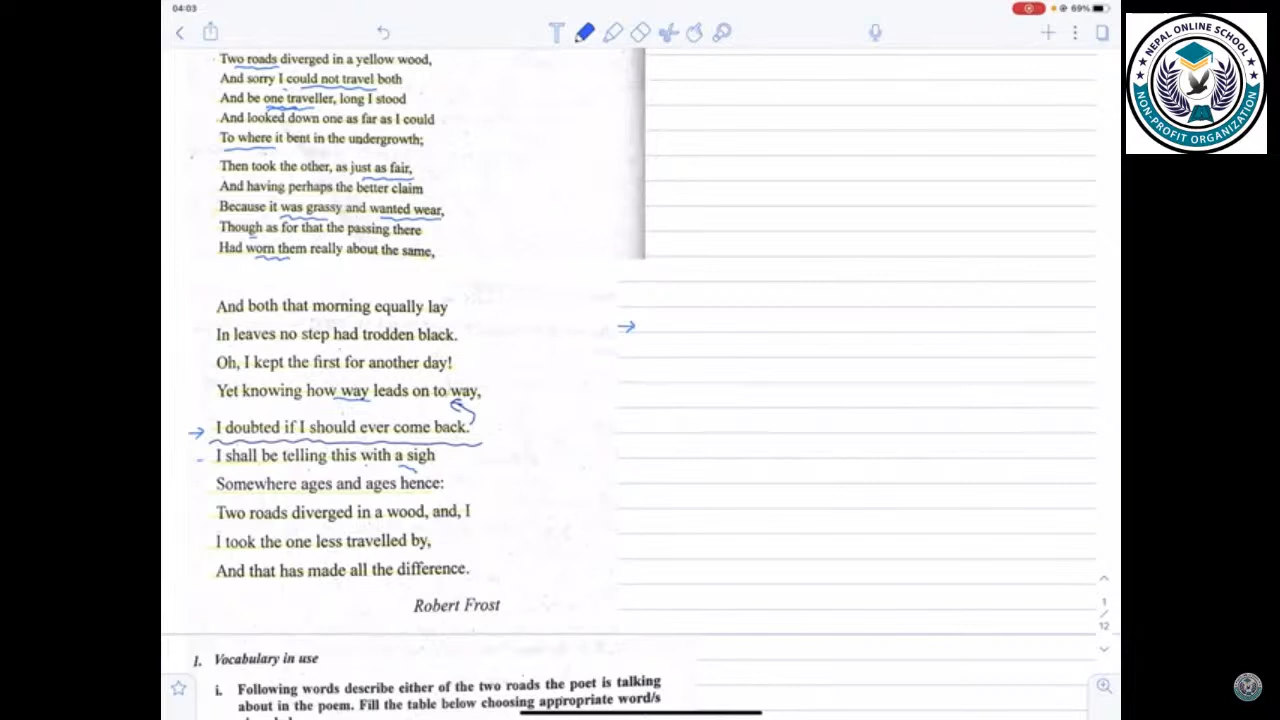 04:03
69%
NEPAL ONLINE SCHOOL
NON-PROFIT ORGANIZATION
Two roads diverged in a yellow wood,
And sorry I could not travel both
And be one traveller, long I stood
And looked down one as far as I could
To where it bent in the undergrowth;
Then took the other, as just as fair,
And having perhaps the better claim
Because it was grassy and wanted wear,
Though as for that the passing there
Had worn them really about the same,
And both that morning equally lay
In leaves no step had trodden black.
Oh, I kept the first for another day!
Yet knowing how way leads on to way,
I doubted if I should ever come back.
I shall be telling this with a sigh
Somewhere ages and ages hence:
Two roads diverged in a wood, and, I
I took the one less travelled by,
And that has made all the difference.
Robert Frost
1
/
12
1. Vocabulary in use
i. Following words describe either of the two roads the poet is talking
about in the poem. Fill the table below choosing appropriate word/s